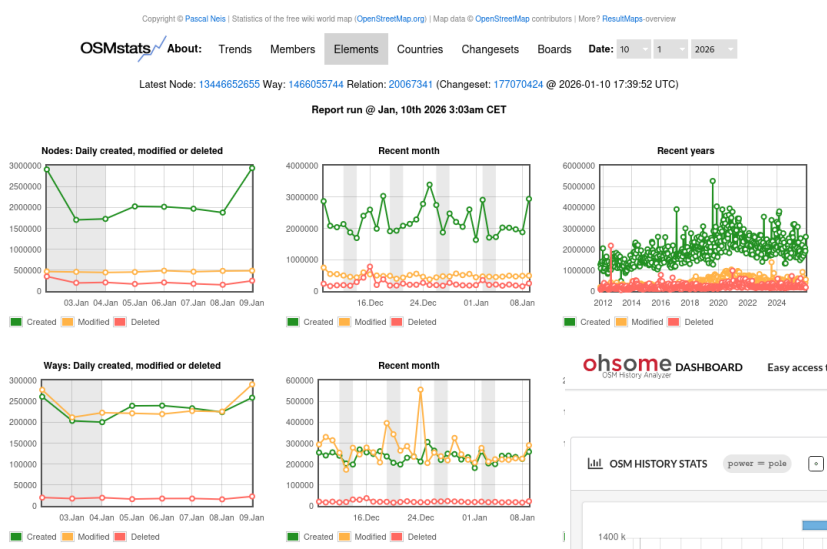 Copyright © Pascal Neis | Statistics of the free wiki world map (OpenStreetMap.org) | Map data © OpenStreetMap contributors | More? ResultMaps-overview
OSMstats About: Trends Members Elements Countries Changesets Boards Date: 10 1 2026
Latest Node: 13446652655 Way: 1466055744 Relation: 20067341 (Changeset: 177070424 @ 2026-01-10 17:39:52 UTC)
Report run @ Jan, 10th 2026 3:03am CET
Nodes: Daily created, modified or deleted
3000000
2500000
2000000
1500000
1000000
500000
0
03.Jan 04.Jan 05.Jan 06.Jan 07.Jan 08.Jan 09.Jan
Created Modified Deleted
Recent month
4000000
3000000
2000000
1000000
0
16.Dec 24.Dec 01.Jan 08.Jan
Created Modified Deleted
Recent years
6000000
5000000
4000000
3000000
2000000
1000000
0
2012 2014 2016 2018 2020 2022 2024
Created Modified Deleted
Ways: Daily created, modified or deleted
300000
250000
200000
150000
100000
50000
0
03.Jan 04.Jan 05.Jan 06.Jan 07.Jan 08.Jan 09.Jan
Created Modified Deleted
Recent month
600000
500000
400000
300000
200000
100000
0
16.Dec 24.Dec 01.Jan 08.Jan
Created Modified Deleted
ohsome DASHBOARD Easy access t
OSM History Analyzer
OSM HISTORY STATS power = pole
1400 k